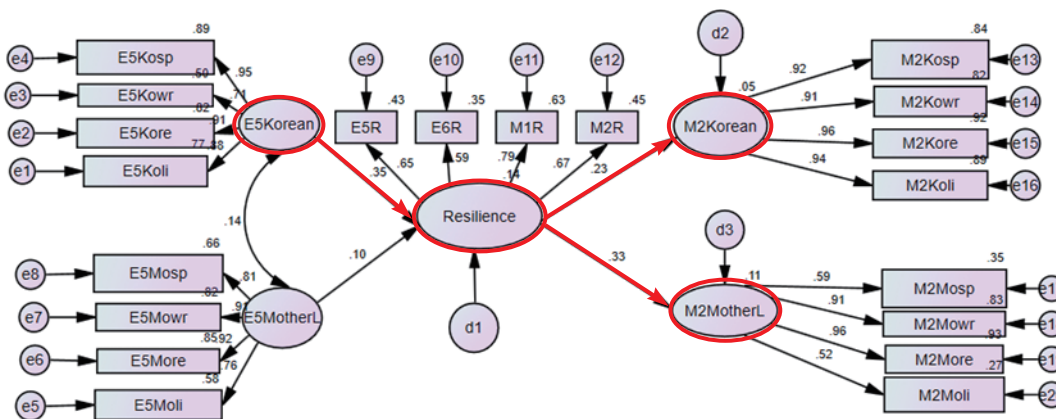 .89
e4
E5Kosp
.95
.50
e3
E5Kowr
.71
.82
e2
E5Kore
.91
.77
.88
e1
E5Koli
E5Korean
e9
e10
e11
e12
.43
.35
.63
.45
E5R
E6R
M1R
M2R
.65
.59
.79
.67
.14
.23
.35
Resilience
d2
.05
M2Korean
.84
.92
M2Kosp
e13
.82
.91
M2Kowr
e14
.92
.96
M2Kore
e15
.89
.94
M2Koli
e16
.14
.10
.33
d1
.66
e8
E5Mosp
.81
.82
e7
E5Mowr
.91
E5MotherL
.85
.92
e6
E5More
.76
.58
e5
E5Moli
d3
.11
M2MotherL
.35
.59
M2Mosp
e1
.83
.91
M2Mowr
e1
.93
.96
M2More
e1
.27
.52
M2Moli
e2